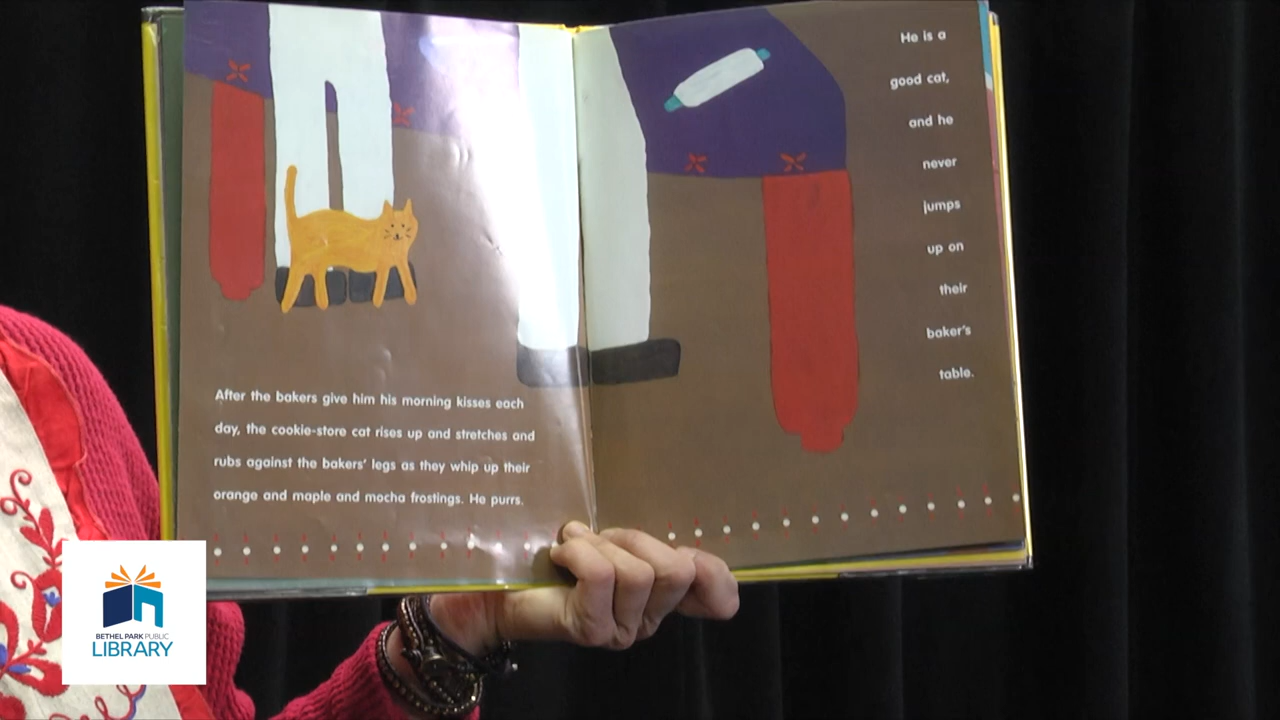 After the bakers give him his morning kisses each
day, the cookie-store cat rises up and stretches and
rubs against the bakers' legs as they whip up their
orange and maple and mocha frostings. He purrs.
He is a
good cat,
and he
never
jumps
up on
their
baker's
table.
BETHEL PARK PUBLIC
LIBRARY